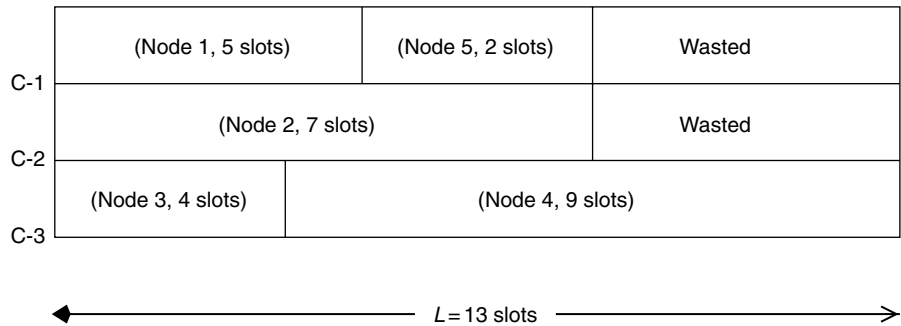 (Node 1, 5 slots) (Node 5, 2 slots) Wasted
C-1
(Node 2, 7 slots) Wasted
C-2
(Node 3, 4 slots) (Node 4, 9 slots)
C-3
L = 13 slots